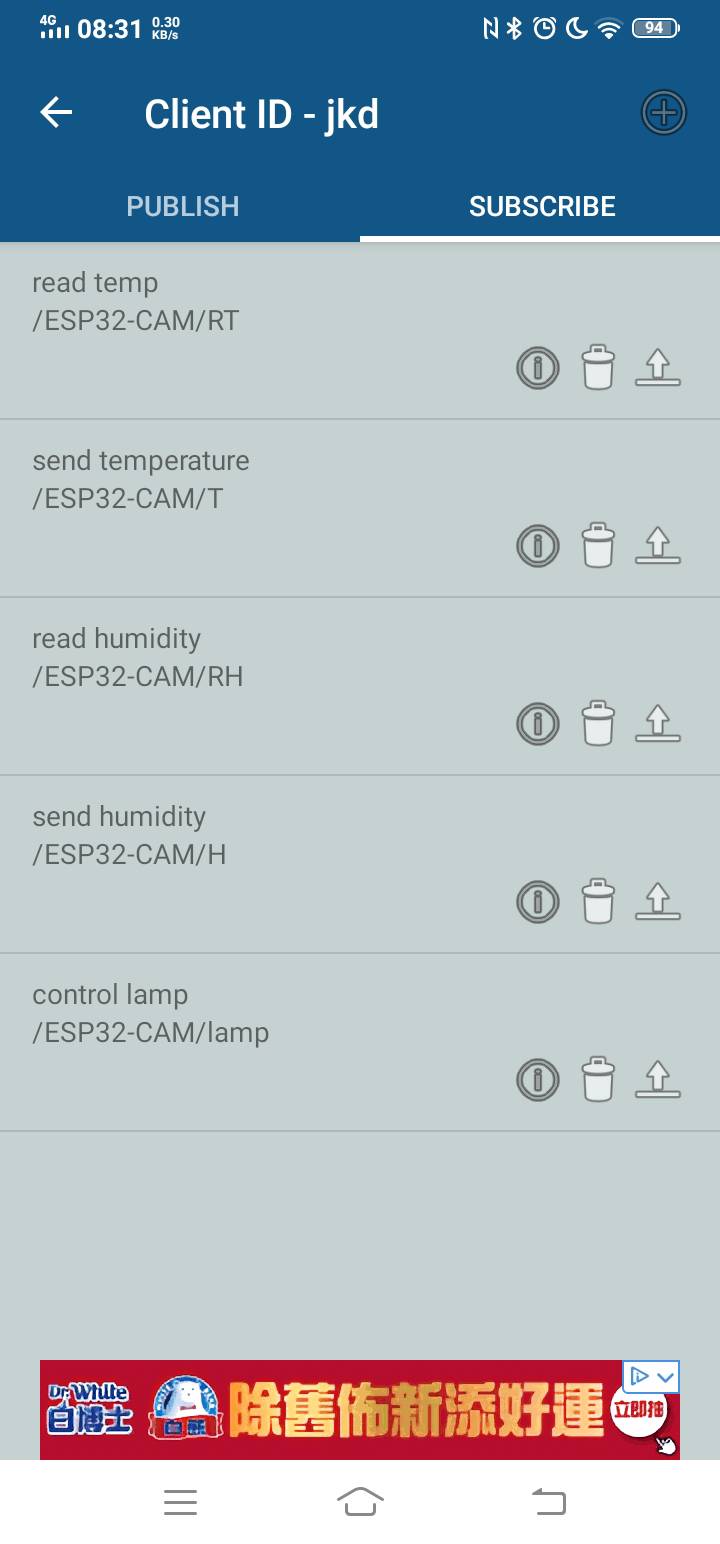 4G 08:31 0.30 KB/s 94
Client ID - jkd
PUBLISH SUBSCRIBE
read temp
/ESP32-CAM/RT
send temperature
/ESP32-CAM/T
read humidity
/ESP32-CAM/RH
send humidity
/ESP32-CAM/H
control lamp
/ESP32-CAM/lamp
Dr.White
白博士
除舊佈新添好運
立即抽